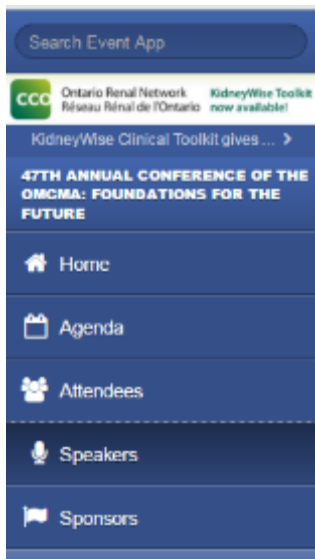 Search Event App
cco
Ontario Renal Network
Réseau Rénal de l'Ontario
KidneyWise Toolkit
now available!
KidneyWise Clinical Toolkit gives ... >
47TH ANNUAL CONFERENCE OF THE
OMGMA: FOUNDATIONS FOR THE
FUTURE
Home
Agenda
Attendees
Speakers
Sponsors